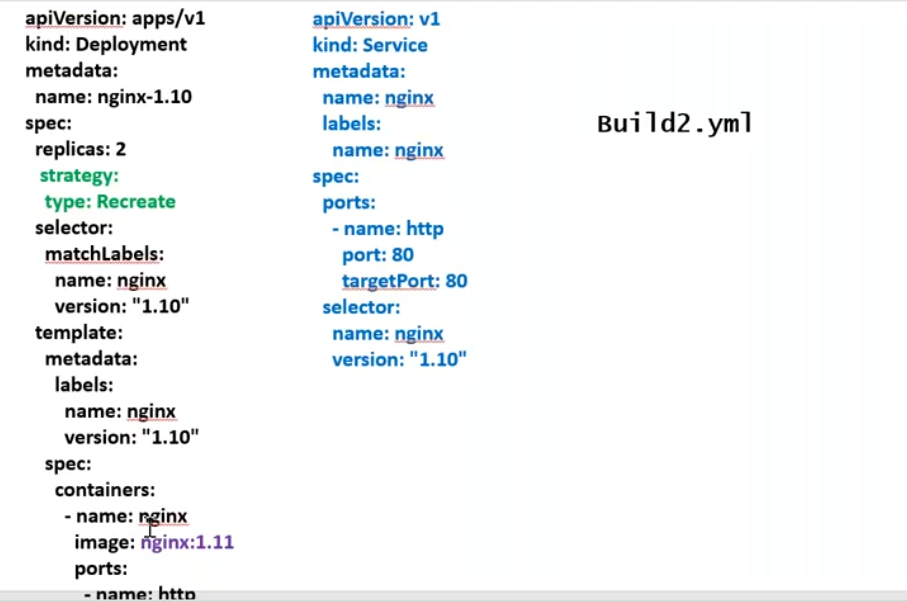 apiVersion: apps/v1
kind: Deployment
metadata:
  name: nginx-1.10
spec:
  replicas: 2
  strategy:
   type: Recreate
  selector:
   matchLabels:
    name: nginx
    version: "1.10"
  template:
   metadata:
    labels:
     name: nginx
     version: "1.10"
   spec:
    containers:
     - name: nginx
      image: nginx:1.11
      ports:
       - name: http
apiVersion: v1
kind: Service
metadata:
  name: nginx
  labels:
   name: nginx
spec:
  ports:
   - name: http
    port: 80
    targetPort: 80
  selector:
   name: nginx
   version: "1.10"
Build2.yml